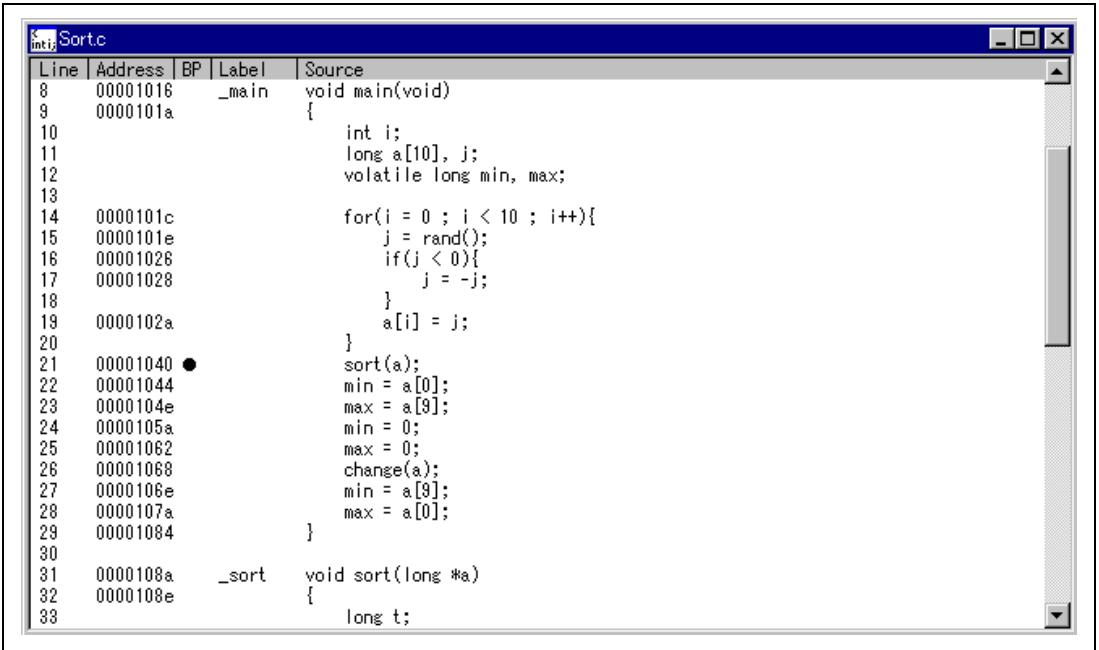 int i; Sort.c
Line Address BP Label Source
8 00001016 _main void main(void)
9 0000101a {
10 int i;
11 long a[10], j;
12 volatile long min, max;
13
14 0000101c for(i = 0 ; i < 10 ; i++){
15 0000101e j = rand();
16 00001026 if(j < 0){
17 00001028 j = -j;
18 }
19 0000102a a[i] = j;
20 }
21 00001040 ● sort(a);
22 00001044 min = a[0];
23 0000104e max = a[9];
24 0000105a min = 0;
25 00001062 max = 0;
26 00001068 change(a);
27 0000106e min = a[9];
28 0000107a max = a[0];
29 00001084 }
30
31 0000108a _sort void sort(long *a)
32 0000108e {
33 long t;